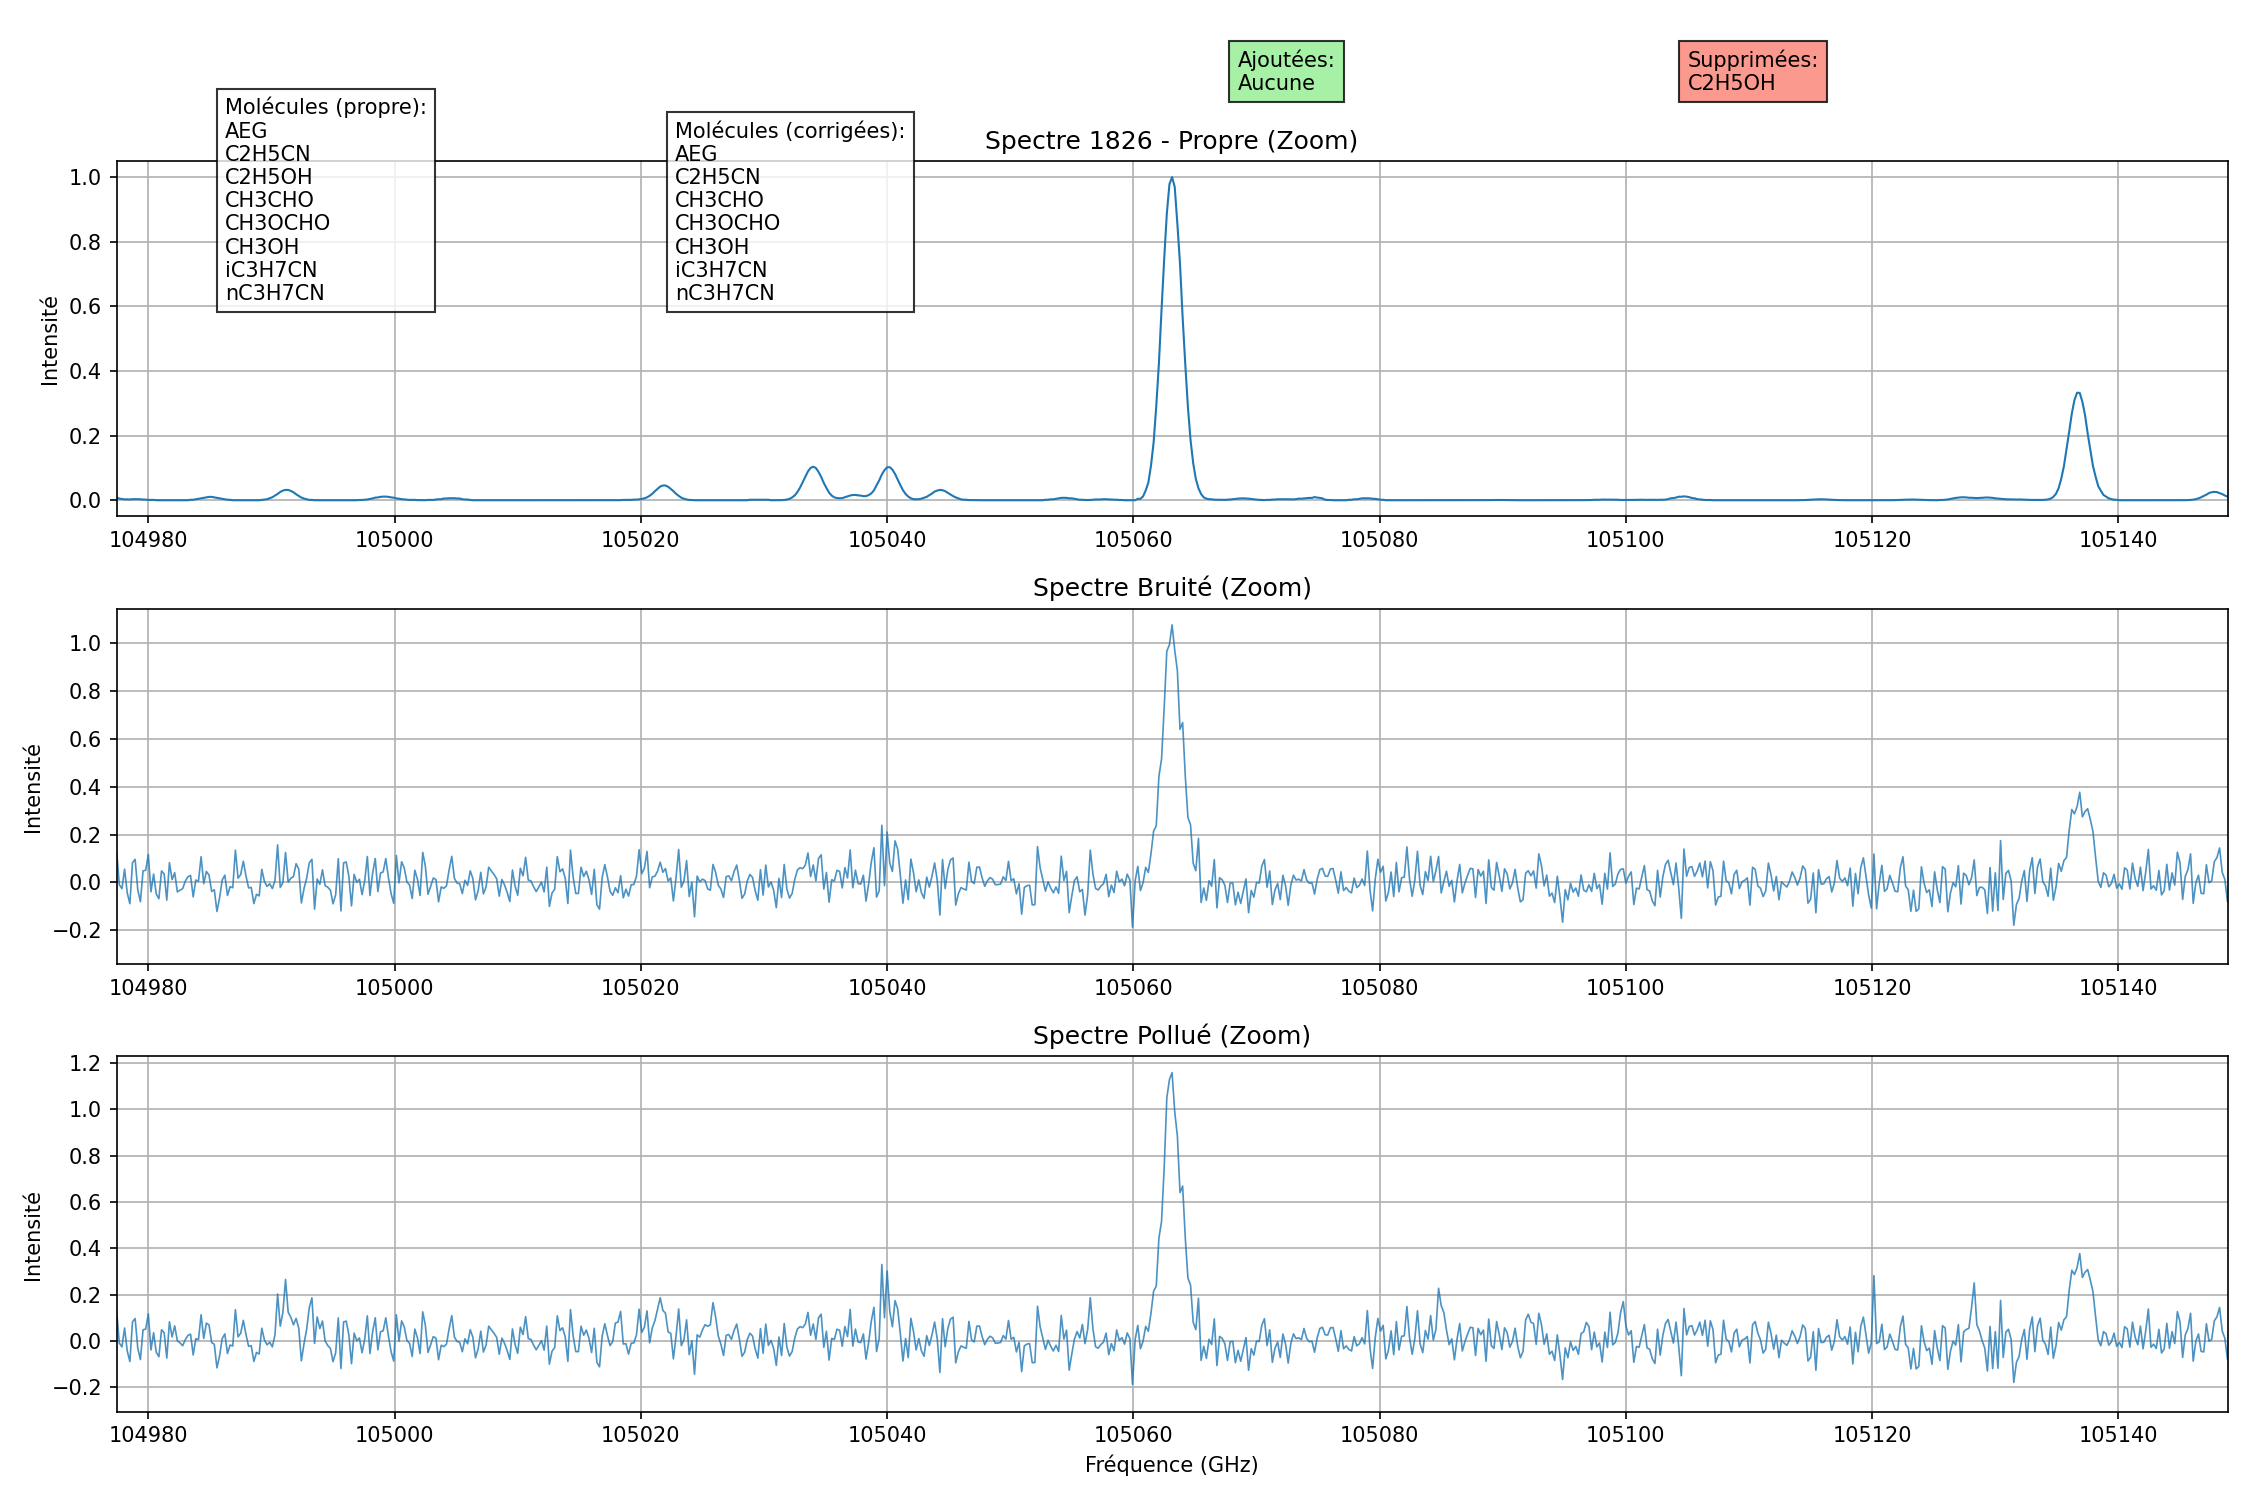 Ajoutées:
Aucune
Supprimées:
C2H5OH
Molécules (propre):
AEG
C2H5CN
C2H5OH
CH3CHO
CH3OCHO
CH3OH
iC3H7CN
nC3H7CN
Molécules (corrigées):
AEG
C2H5CN
CH3CHO
CH3OCHO
CH3OH
iC3H7CN
nC3H7CN
Spectre 1826 - Propre (Zoom)
Intensité
1.0
0.8
0.6
0.4
0.2
0.0
104980 105000 105020 105040 105060 105080 105100 105120 105140
Spectre Bruité (Zoom)
Intensité
1.0
0.8
0.6
0.4
0.2
0.0
−0.2
104980 105000 105020 105040 105060 105080 105100 105120 105140
Spectre Pollué (Zoom)
Intensité
1.2
1.0
0.8
0.6
0.4
0.2
0.0
−0.2
104980 105000 105020 105040 105060 105080 105100 105120 105140
Fréquence (GHz)